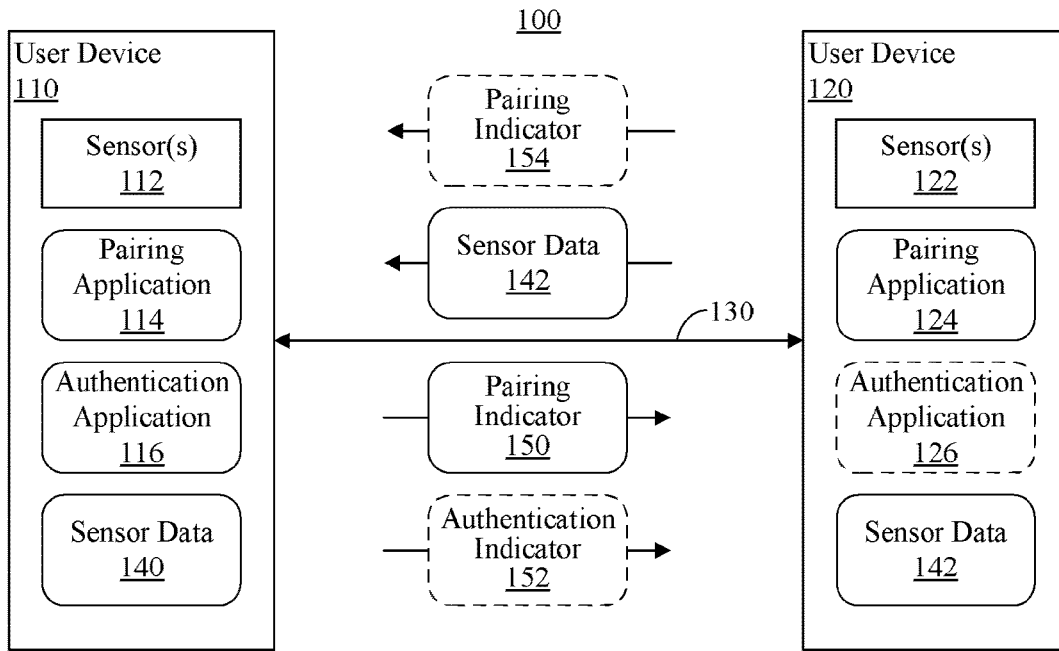 100
User Device
110
Sensor(s)
112
Pairing
Application
114
Authentication
Application
116
Sensor Data
140
Pairing
Indicator
154
Sensor Data
142
130
Pairing
Indicator
150
Authentication
Indicator
152
User Device
120
Sensor(s)
122
Pairing
Application
124
Authentication
Application
126
Sensor Data
142